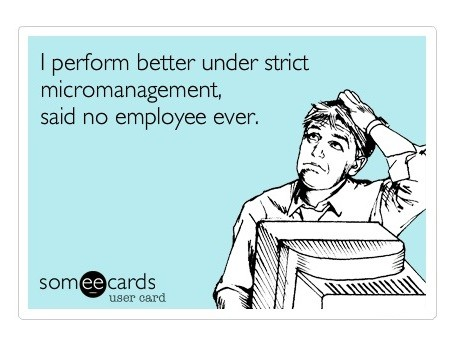 I perform better under strict
micromanagement,
said no employee ever.
someecards
user card